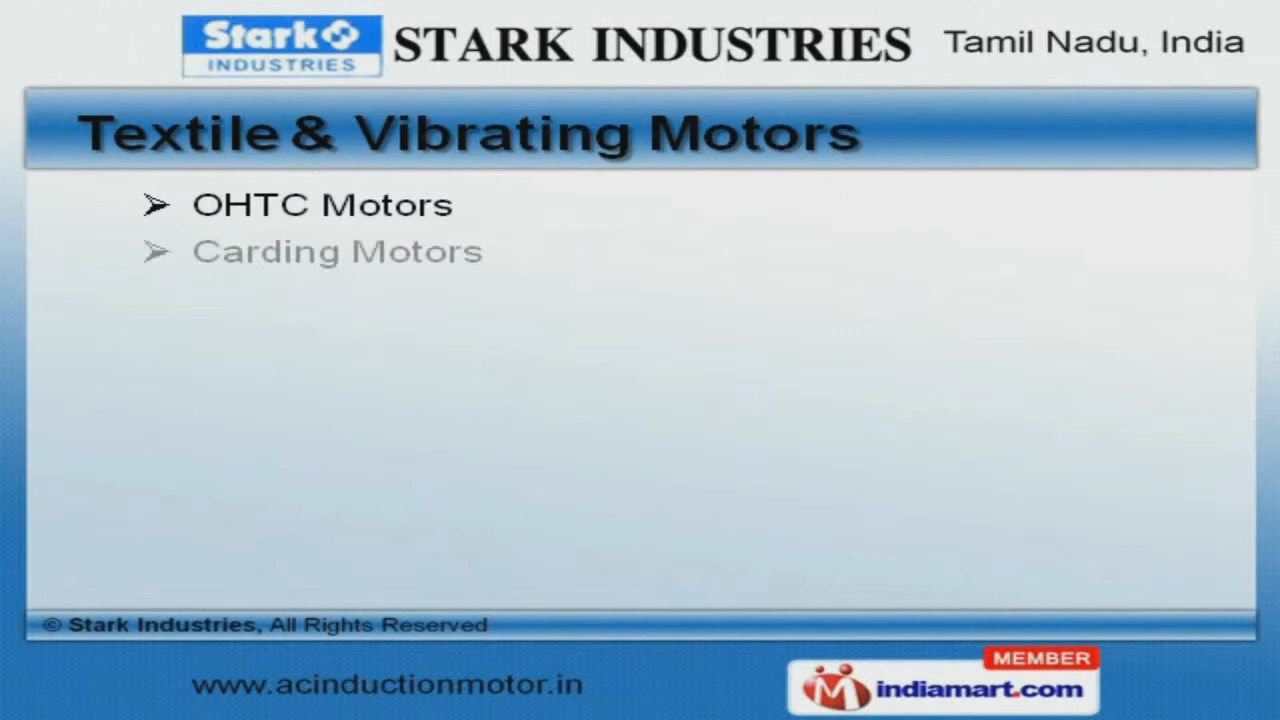 Stark
INDUSTRIES
STARK INDUSTRIES
Tamil Nadu, India
Textile & Vibrating Motors
➢ OHTC Motors
➢ Carding Motors
© Stark Industries, All Rights Reserved
www.acinductionmotor.in
MEMBER
indiamart.com